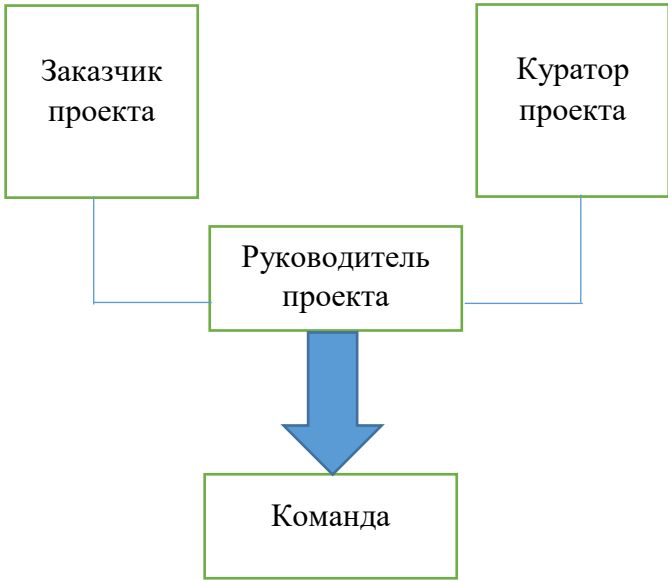 Заказчик
проекта
Куратор
проекта
Руководитель
проекта
Команда